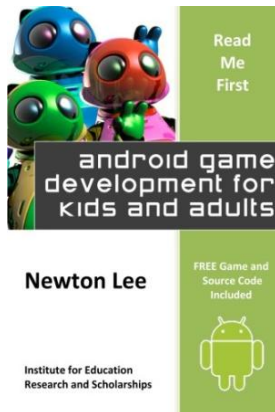 Read
Me
First
android game
development for
kids and adults
Newton Lee
FREE Game and
Source Code
Included
Institute for Education
Research and Scholarships